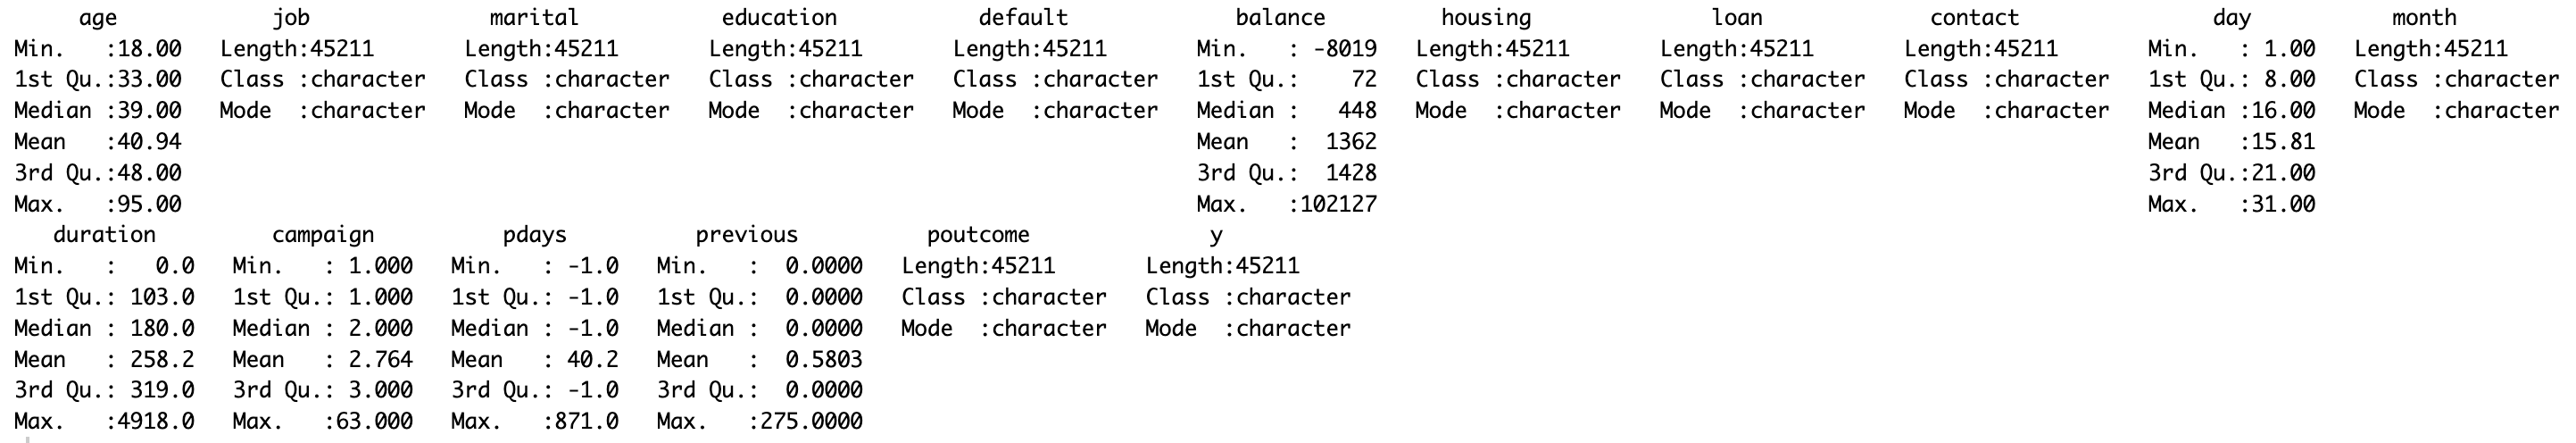 age job marital education default balance housing loan contact day month
Min. :18.00 Length:45211 Length:45211 Length:45211 Length:45211 Min. : -8019 Length:45211 Length:45211 Length:45211 Min. : 1.00 Length:45211
1st Qu.:33.00 Class :character Class :character Class :character Class :character 1st Qu.: 72 Class :character Class :character Class :character 1st Qu.: 8.00 Class :character
Median :39.00 Mode :character Mode :character Mode :character Mode :character Median : 448 Mode :character Mode :character Mode :character Median :16.00 Mode :character
Mean :40.94 Mean : 1362 Mean :15.81
3rd Qu.:48.00 3rd Qu.: 1428 3rd Qu.:21.00
Max. :95.00 Max. :102127 Max. :31.00
duration campaign pdays previous poutcome y
Min. : 0.0 Min. : 1.000 Min. : -1.0 Min. : 0.0000 Length:45211 Length:45211
1st Qu.: 103.0 1st Qu.: 1.000 1st Qu.: -1.0 1st Qu.: 0.0000 Class :character Class :character
Median : 180.0 Median : 2.000 Median : -1.0 Median : 0.0000 Mode :character Mode :character
Mean : 258.2 Mean : 2.764 Mean : 40.2 Mean : 0.5803
3rd Qu.: 319.0 3rd Qu.: 3.000 3rd Qu.: -1.0 3rd Qu.: 0.0000
Max. :4918.0 Max. :63.000 Max. :871.0 Max. :275.0000